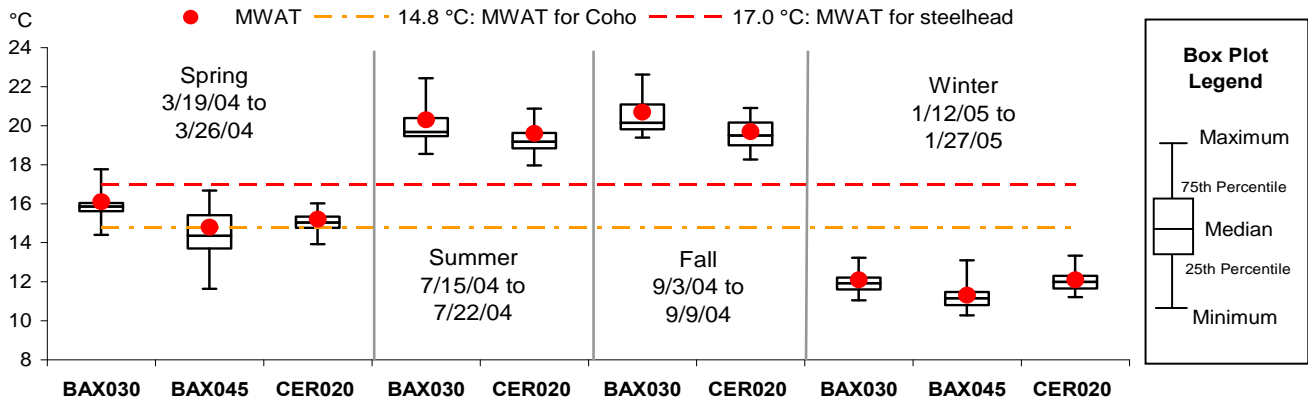 °C
MWAT
14.8 °C: MWAT for Coho
17.0 °C: MWAT for steelhead
24
22
20
18
16
14
12
10
8
Spring
3/19/04 to
3/26/04
Summer
7/15/04 to
7/22/04
Fall
9/3/04 to
9/9/04
Winter
1/12/05 to
1/27/05
BAX030 BAX045 CER020 BAX030 CER020 BAX030 CER020 BAX030 BAX045 CER020
Box Plot
Legend
Maximum
75th Percentile
Median
25th Percentile
Minimum